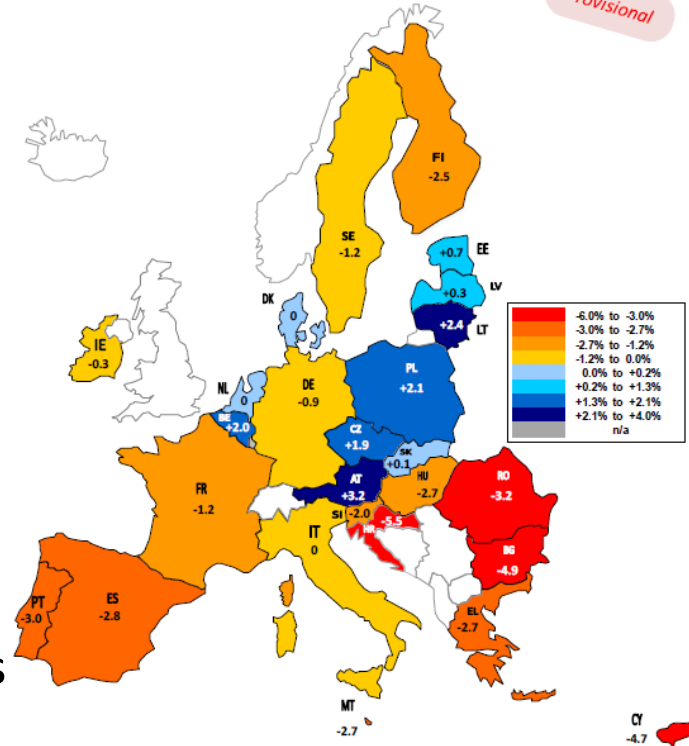 rovisional
FI
-2.5
SE
-1.2
EE
+0.7
LV
+0.3
LT
+2.4
DK
0
IE
-0.3
NL
0
BE
+2.0
DE
-0.9
PL
+2.1
CZ
+1.9
SK
+0.1
AT
+3.2
HU
-2.7
RO
-3.2
FR
-1.2
SI
-2.0
HR
-5.5
IT
0
BG
-4.9
PT
-3.0
ES
-2.8
EL
-2.7
MT
-2.7
CY
-4.7
s
-6.0% to -3.0%
-3.0% to -2.7%
-2.7% to -1.2%
-1.2% to 0.0%
0.0% to +0.2%
+0.2% to +1.3%
+1.3% to +2.1%
+2.1% to +4.0%
n/a